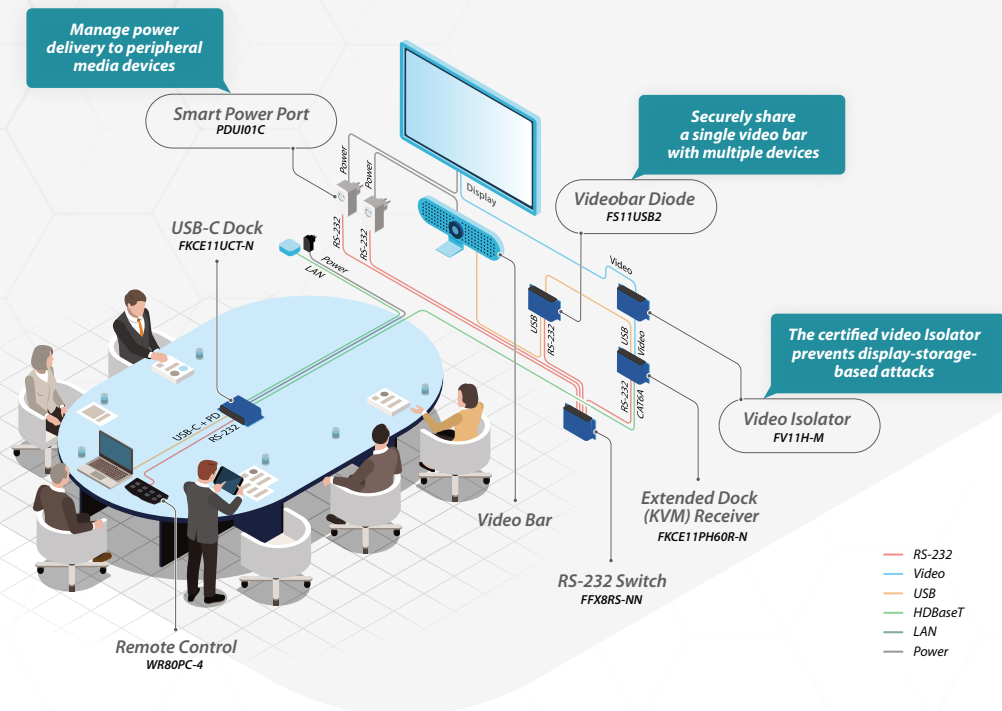 Manage power
delivery to peripheral
media devices
Smart Power Port
PDUI01C
Securely share
a single video bar
with multiple devices
Power
Power
Display
Videobar Diode
FS11USB2
USB-C Dock
FKCE11UCT-N
RS-232
RS-232
Power
LAN
Video
USB
RS-232
USB
Video
The certified video Isolator
prevents display-storage-
based attacks
RS-232
CAT6A
Video Isolator
FV11H-M
USB-C + PD
RS-232
Extended Dock
(KVM) Receiver
FKCE11PH60R-N
Video Bar
RS-232 Switch
FFX8RS-NN
Remote Control
WR80PC-4
RS-232
Video
USB
HDBaseT
LAN
Power